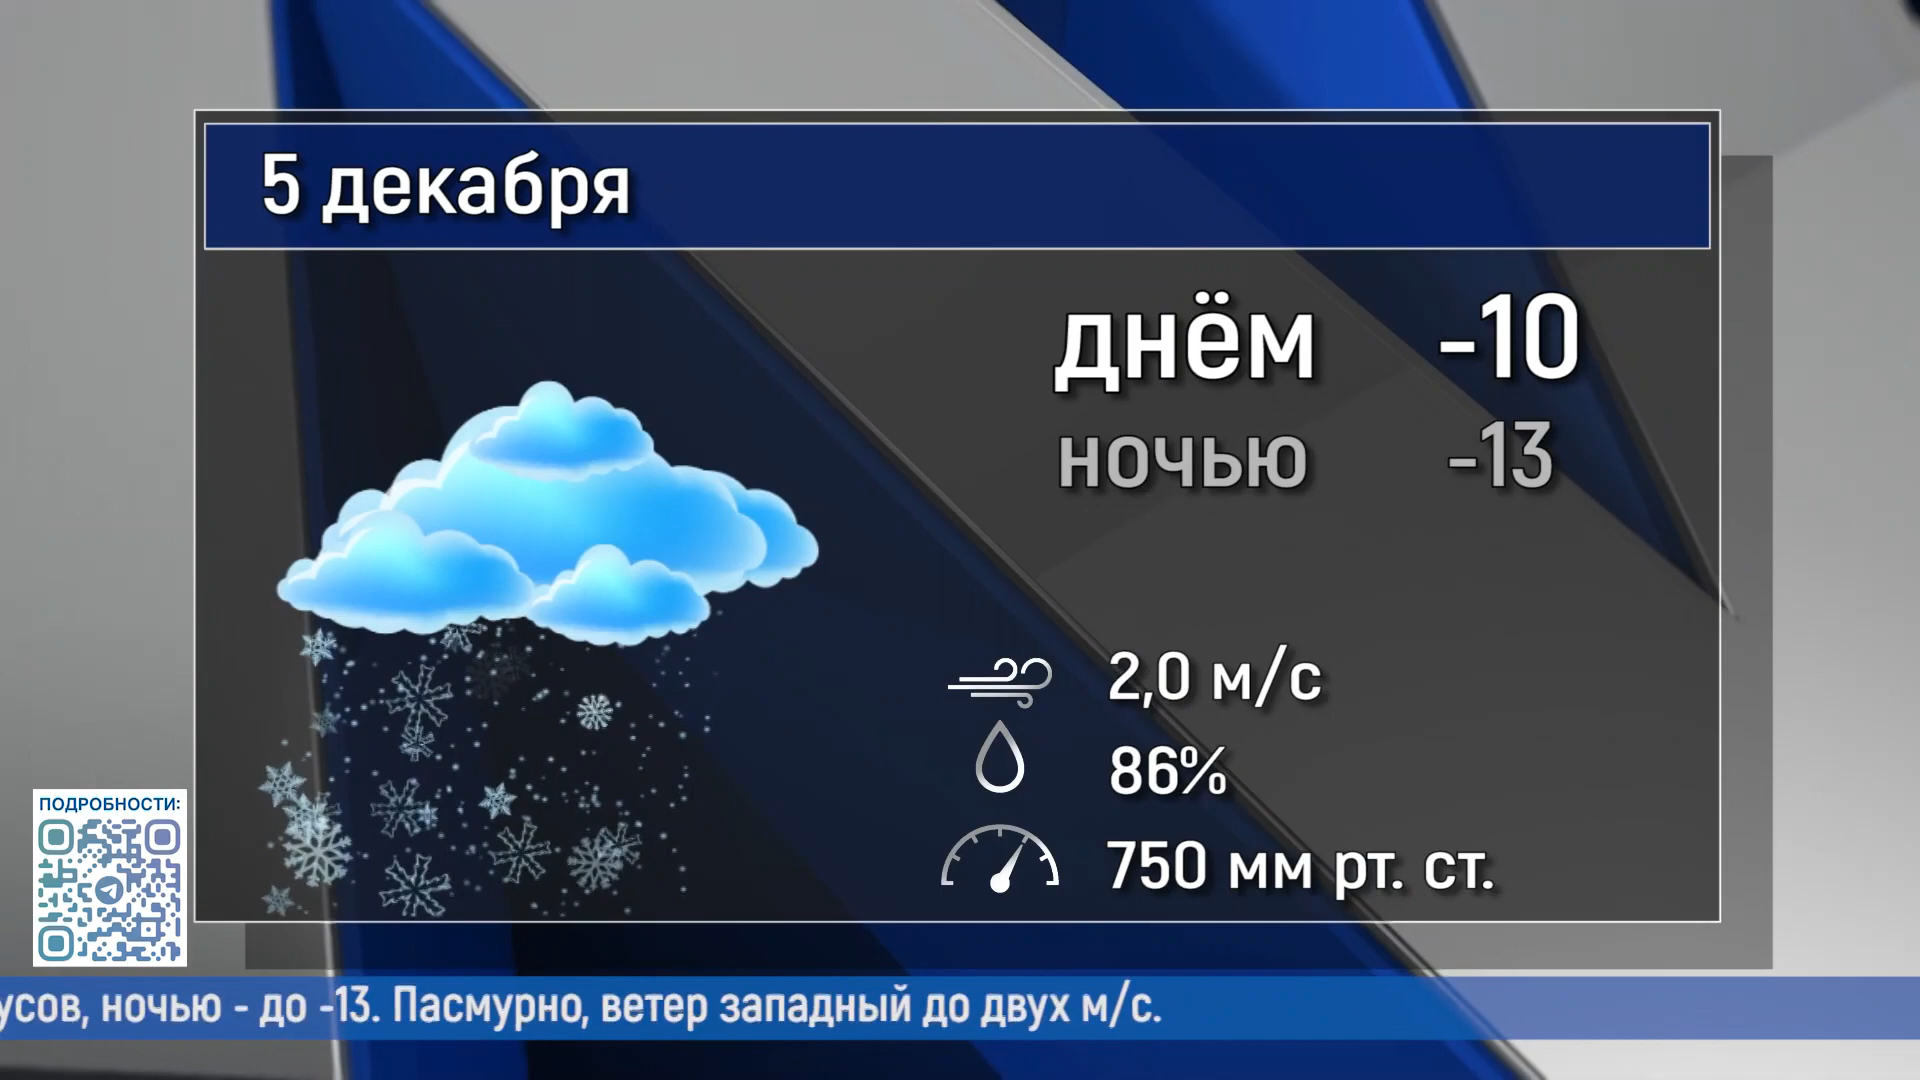 5 декабря
днём -10
ночью -13
2,0 м/с
86%
750 мм рт. ст.
ПОДРОБНОСТИ:
усов, ночью - до -13. Пасмурно, ветер западный до двух м/с.